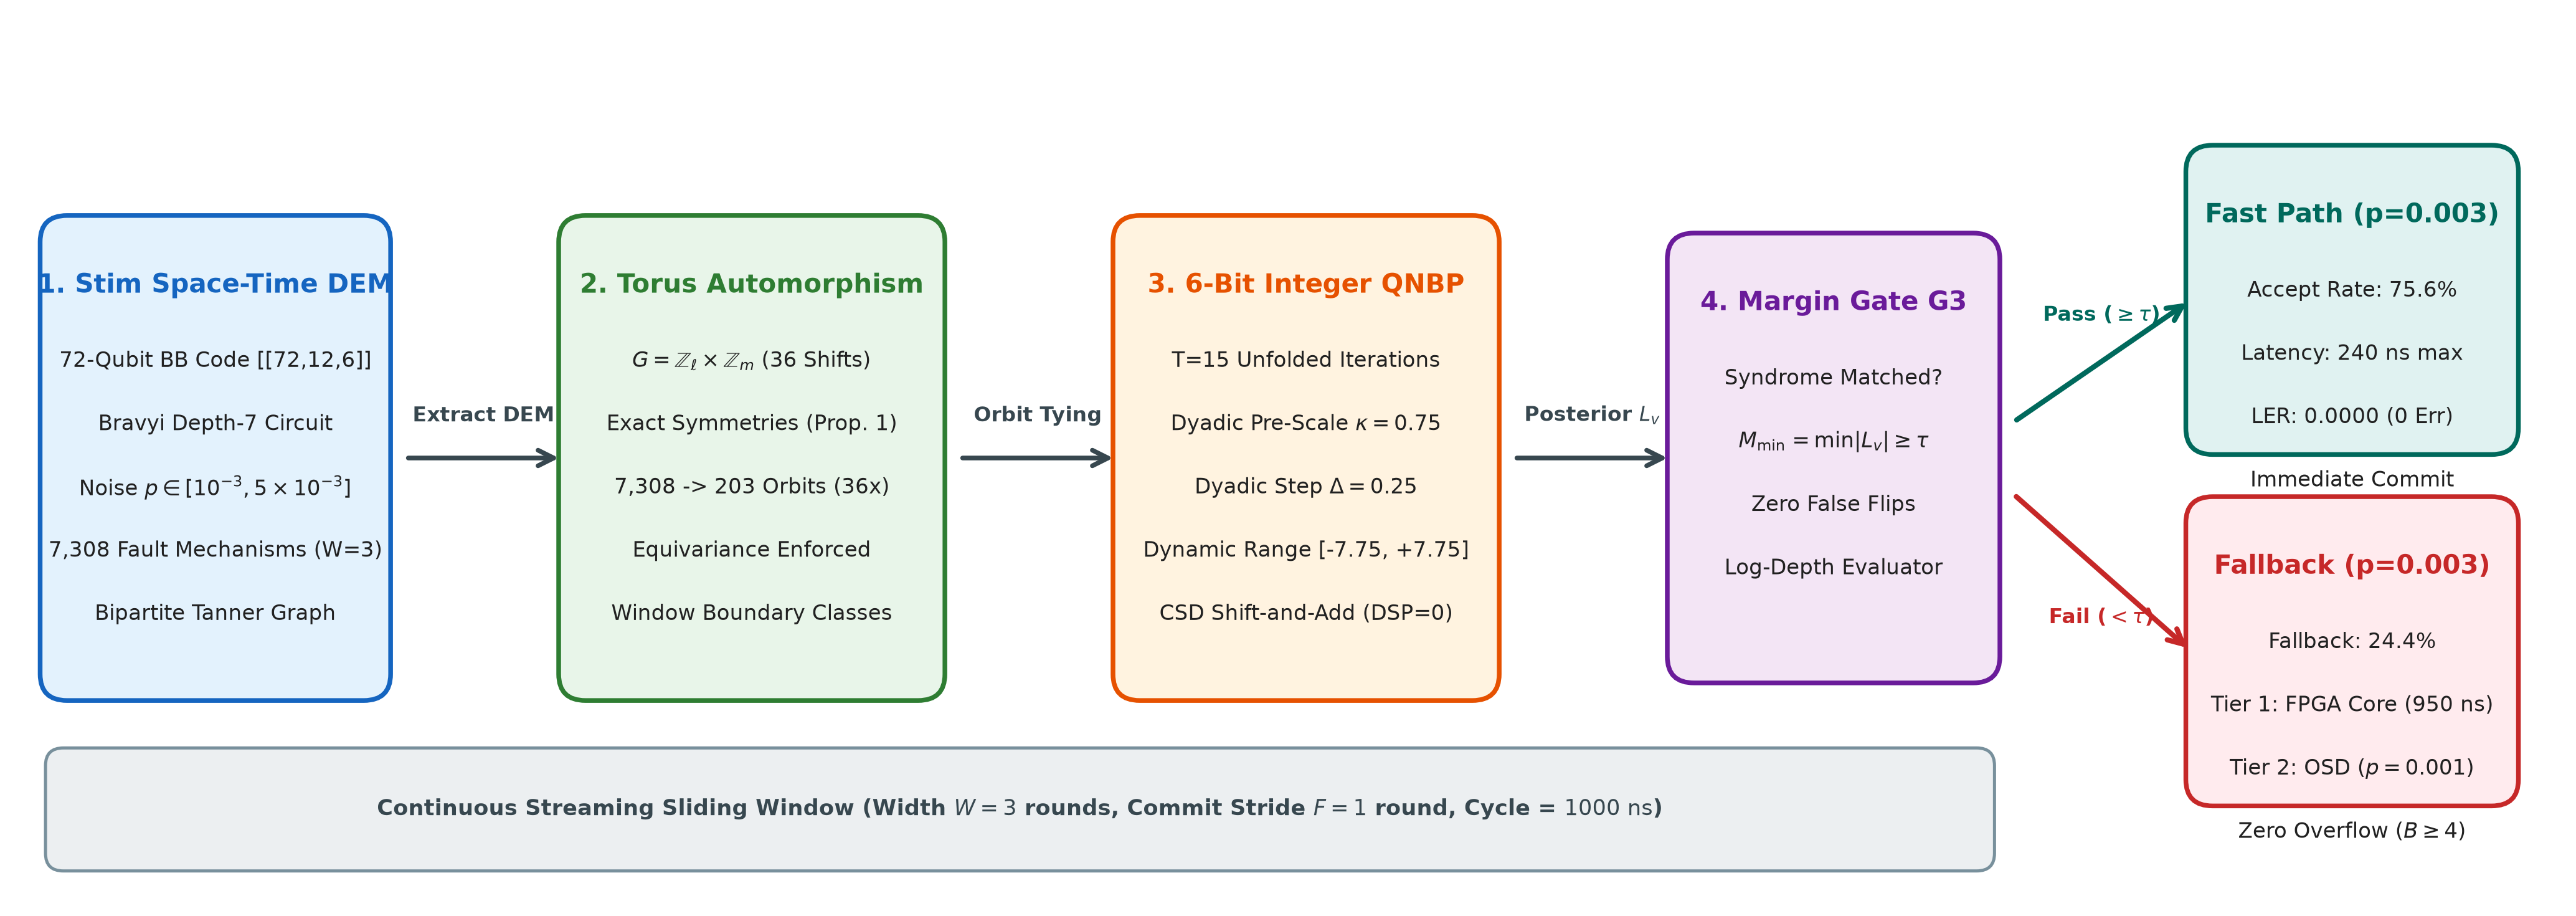 1. Stim Space-Time DEM
72-Qubit BB Code [[72,12,6]]
Bravyi Depth-7 Circuit
Noise p ∈ [10⁻³, 5 × 10⁻³]
7,308 Fault Mechanisms (W=3)
Bipartite Tanner Graph
Extract DEM
2. Torus Automorphism
G = ℤ_ℓ × ℤ_m (36 Shifts)
Exact Symmetries (Prop. 1)
7,308 -> 203 Orbits (36x)
Equivariance Enforced
Window Boundary Classes
Orbit Tying
3. 6-Bit Integer QNBP
T=15 Unfolded Iterations
Dyadic Pre-Scale κ = 0.75
Dyadic Step Δ = 0.25
Dynamic Range [-7.75, +7.75]
CSD Shift-and-Add (DSP=0)
Posterior L_v
4. Margin Gate G3
Syndrome Matched?
M_min = min|L_v| ≥ τ
Zero False Flips
Log-Depth Evaluator
Pass ( ≥ τ)
Fast Path (p=0.003)
Accept Rate: 75.6%
Latency: 240 ns max
LER: 0.0000 (0 Err)
Immediate Commit
Fail ( < τ)
Fallback (p=0.003)
Fallback: 24.4%
Tier 1: FPGA Core (950 ns)
Tier 2: OSD (p = 0.001)
Zero Overflow (B ≥ 4)
Continuous Streaming Sliding Window (Width W = 3 rounds, Commit Stride F = 1 round, Cycle = 1000 ns)